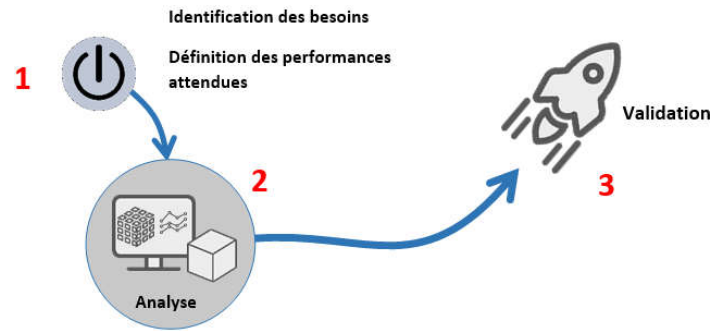 Identification des besoins
1
Définition des performances
attendues
Validation
2
3
Analyse